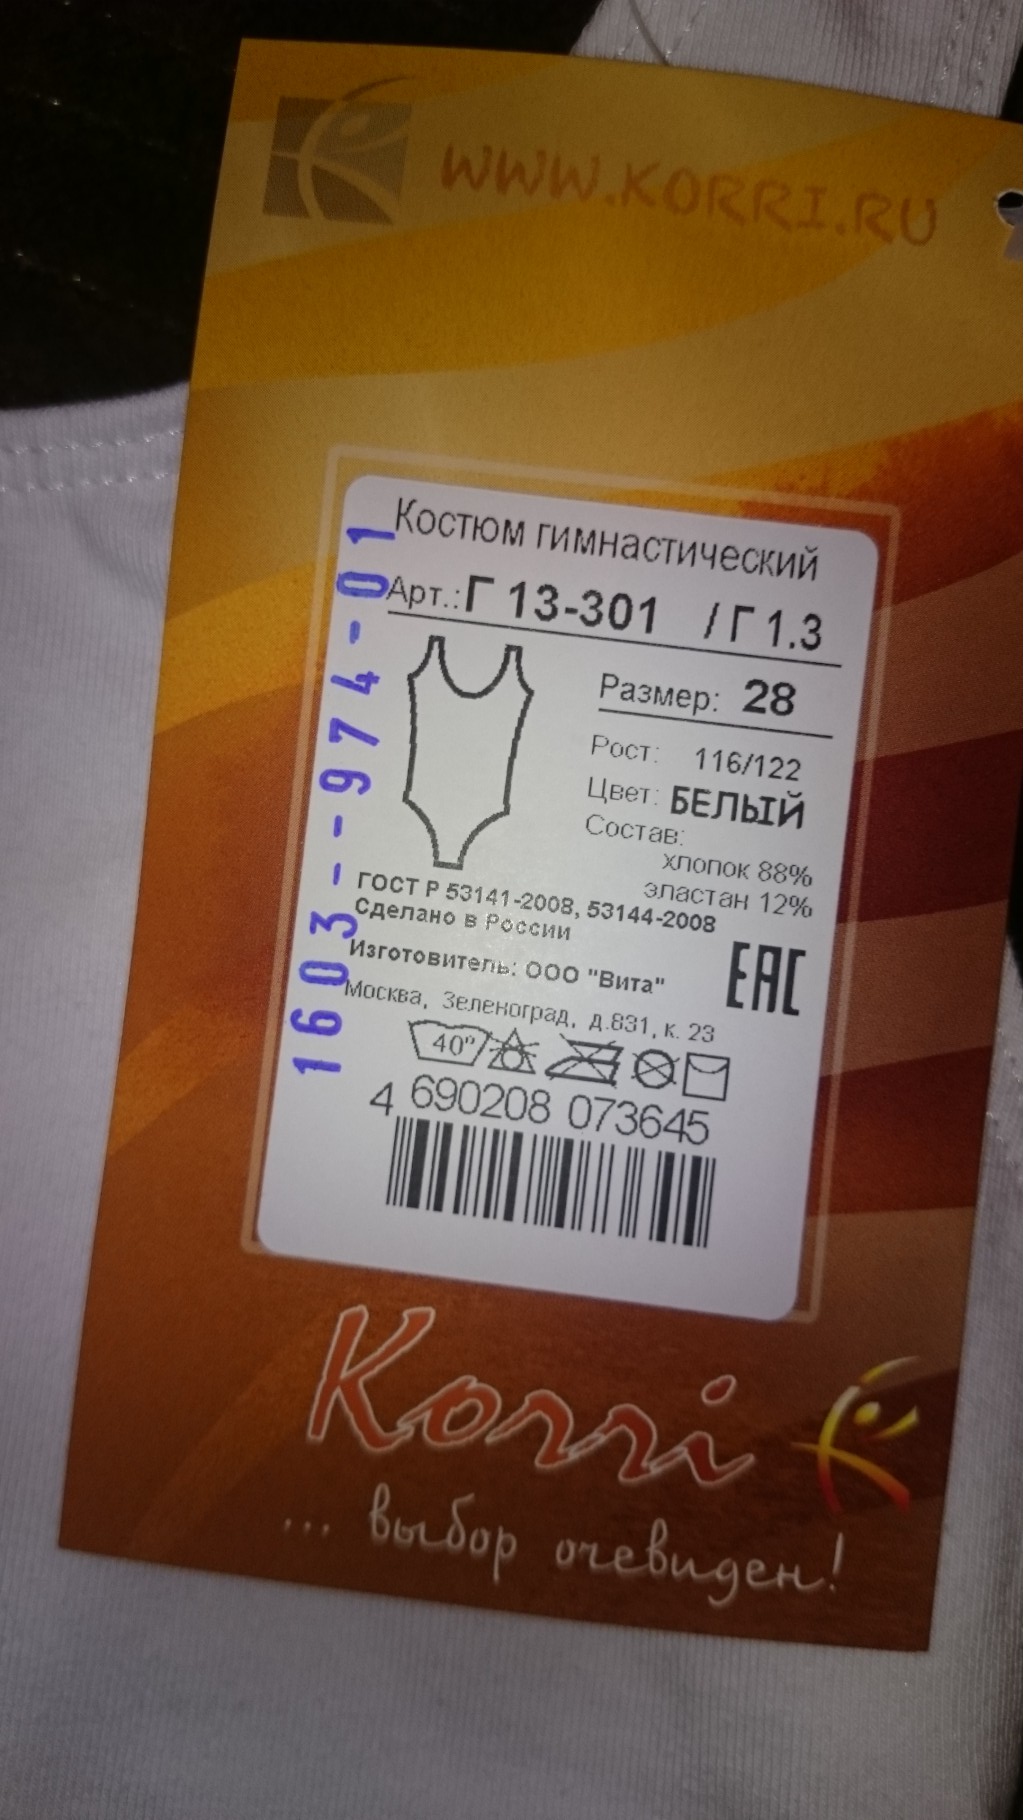 WWW.KORRI.RU
Костюм гимнастический
Арт.: Г 13-301 / Г 1.3
Размер: 28
Рост: 116/122
Цвет: БЕЛЫЙ
Состав:
хлопок 88%
эластан 12%
ГОСТ Р 53141-2008, 53144-2008
Сделано в России
Изготовитель: ООО "Вита"
EAC
Москва, Зеленоград, д.831, к. 23
40°
4 690208 073645
1603--974-01
Korri
... выбор очевиден!